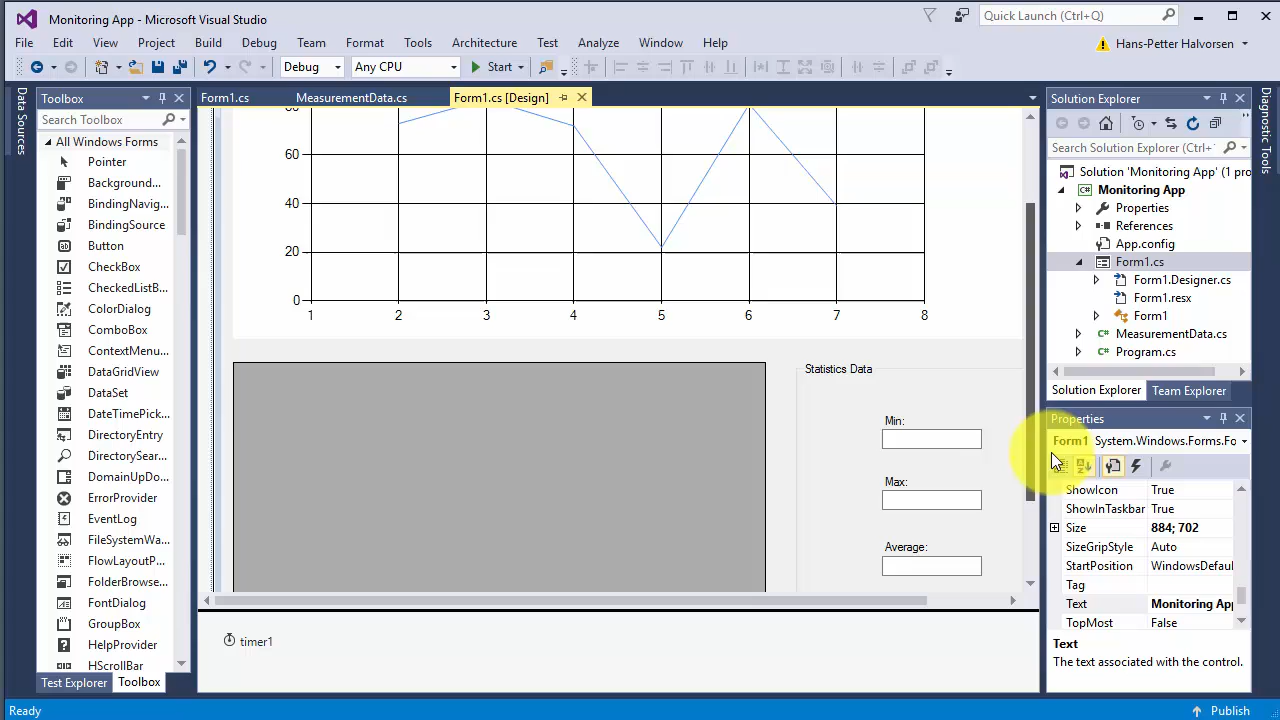 Monitoring App - Microsoft Visual Studio
Quick Launch (Ctrl+Q)
File Edit View Project Build Debug Team Format Tools Architecture Test Analyze Window Help
Hans-Petter Halvorsen
Debug Any CPU Start
Data Sources
Toolbox
Search Toolbox
All Windows Forms
Pointer
Background...
BindingNavig...
BindingSource
Button
CheckBox
CheckedListB...
ColorDialog
ComboBox
ContextMenu...
DataGridView
DataSet
DateTimePick...
DirectoryEntry
DirectorySear...
DomainUpDo...
ErrorProvider
EventLog
FileSystemWa...
FlowLayoutP...
FolderBrowse...
FontDialog
GroupBox
HelpProvider
HScrollBar
Test Explorer Toolbox
Form1.cs MeasurementData.cs Form1.cs [Design]
60
40
20
0
1 2 3 4 5 6 7 8
Statistics Data
Min:
Max:
Average:
timer1
Solution Explorer
Search Solution Explorer (Ctrl+
Solution 'Monitoring App' (1 pro
Monitoring App
Properties
References
App.config
Form1.cs
Form1.Designer.cs
Form1.resx
Form1
MeasurementData.cs
Program.cs
Solution Explorer Team Explorer
Properties
Form1 System.Windows.Forms.Fo
ShowIcon True
ShowInTaskbar True
Size 884; 702
SizeGripStyle Auto
StartPosition WindowsDefaul
Tag
Text Monitoring App
TopMost False
Text
The text associated with the control.
Toolbox
Diagnostic Tools
Ready
Publish